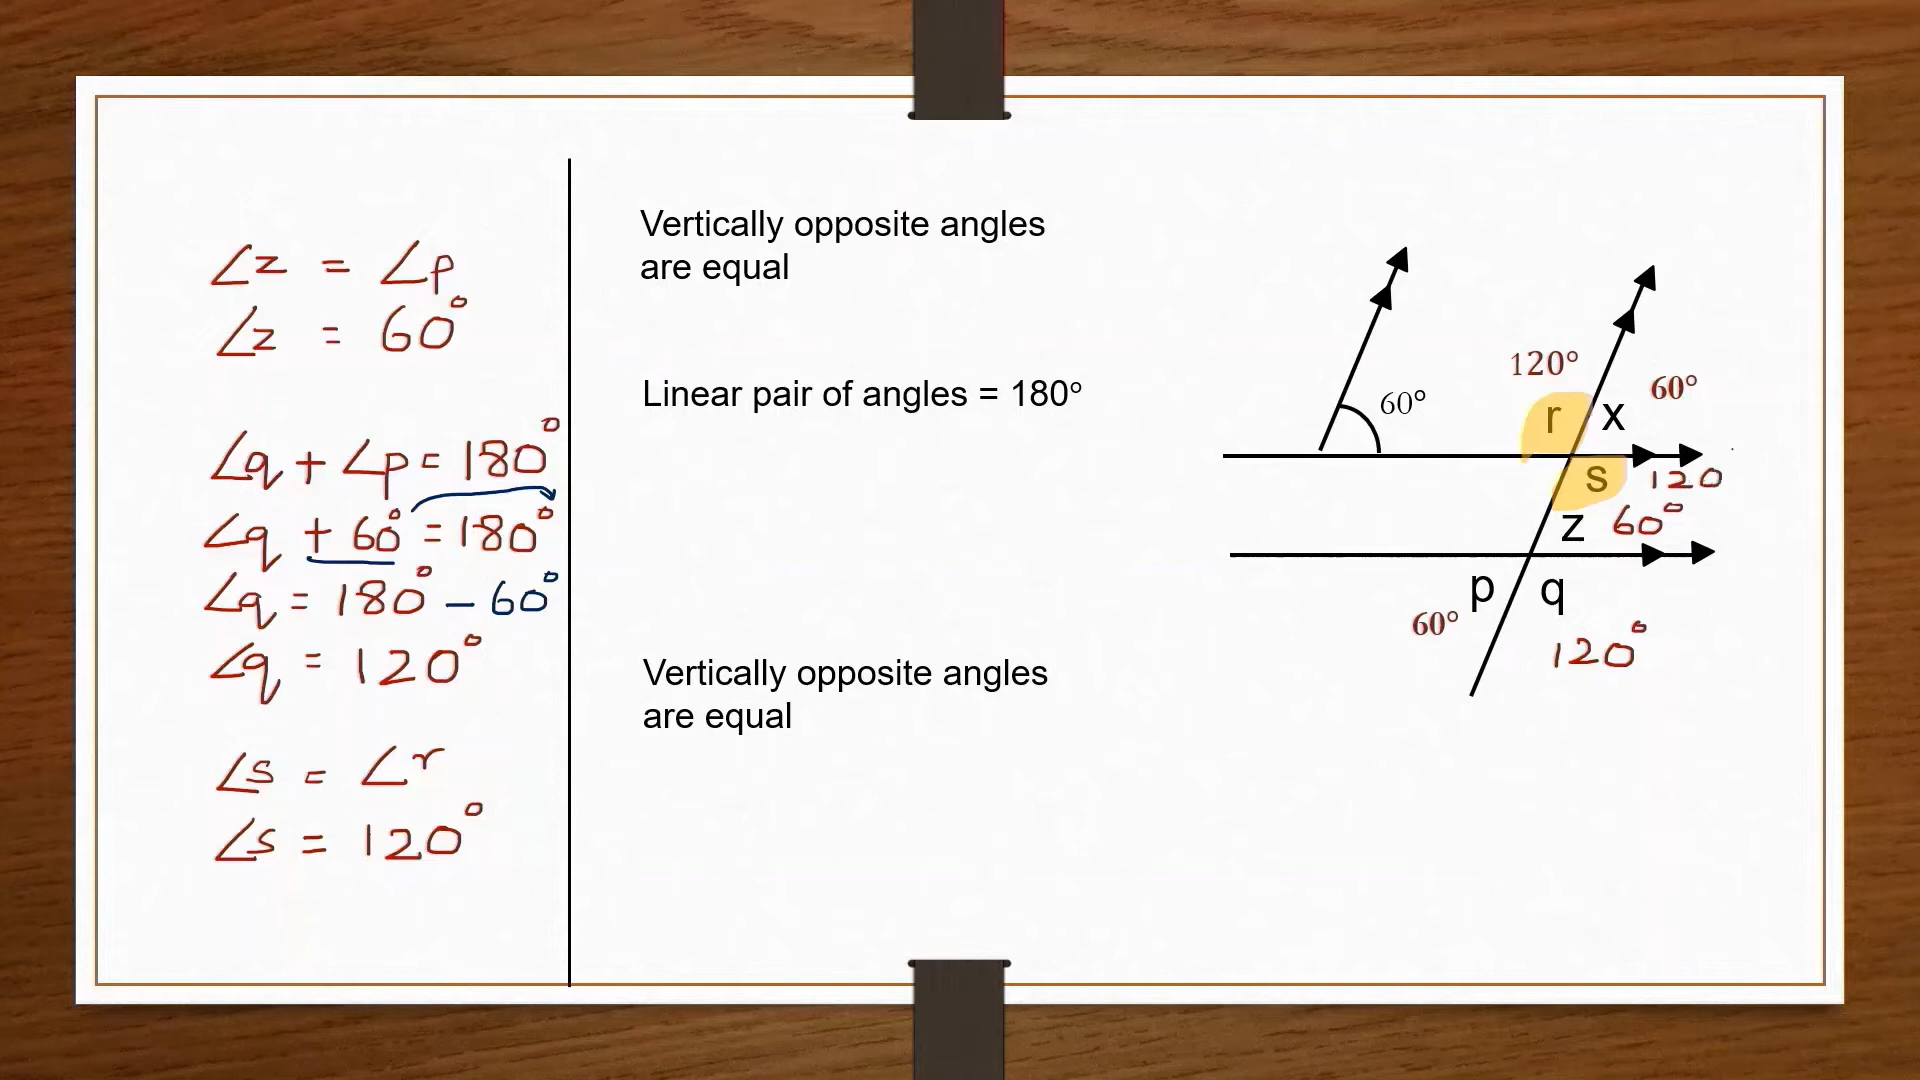 ∠z = ∠p
∠z = 60°
∠q + ∠p = 180°
∠q + 60° = 180°
∠q = 180° – 60°
∠q = 120°
∠s = ∠r
∠s = 120°
Vertically opposite angles
are equal
Linear pair of angles = 180°
Vertically opposite angles
are equal
60°
120°
60°
r
x
s
120
z
60°
p
q
60°
120°